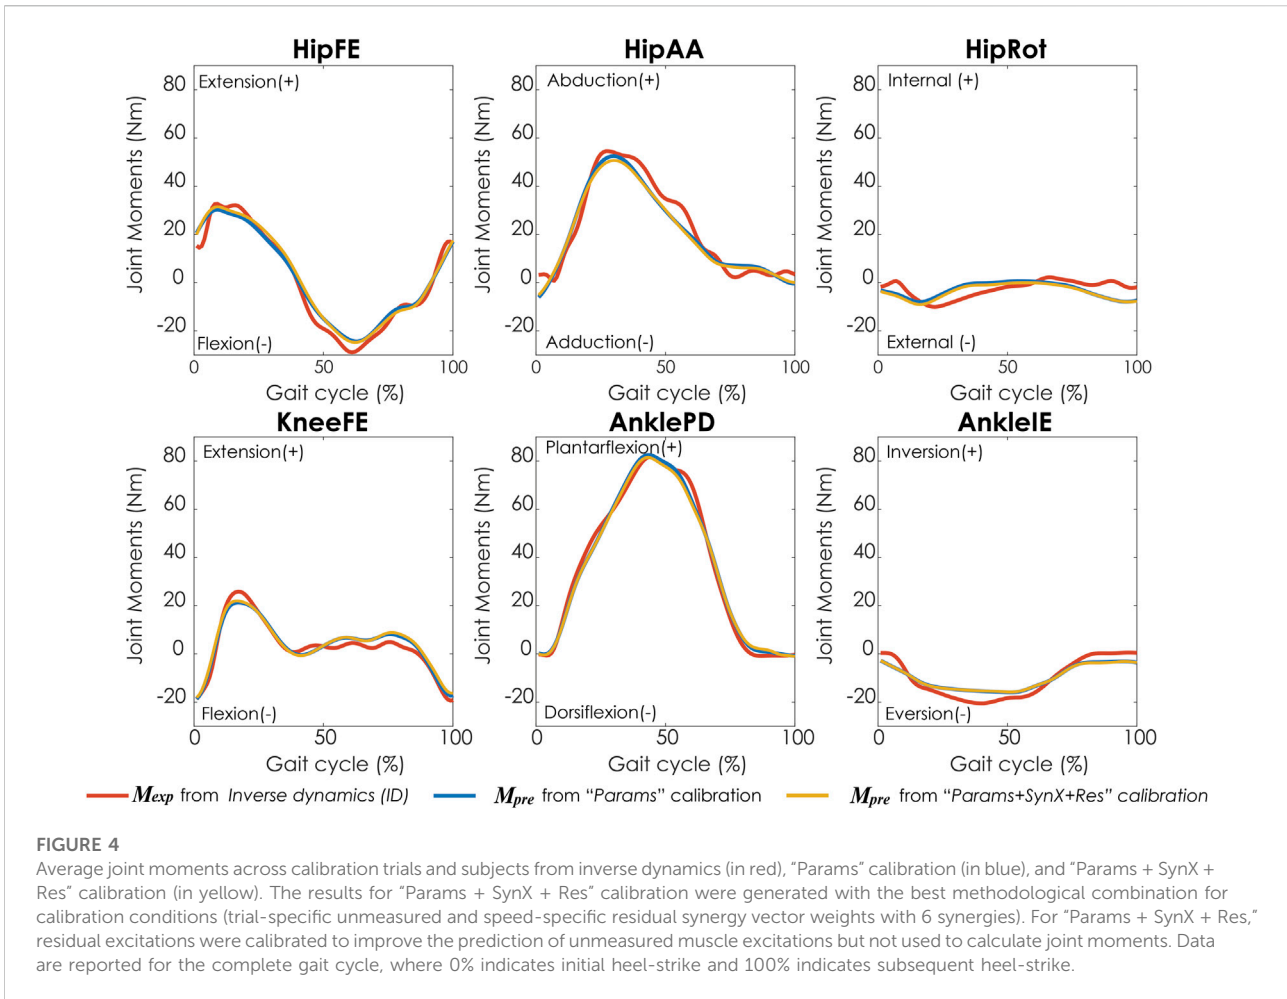 HipFE
HipAA
HipRot
Joint Moments (Nm)
80
60
40
20
0
-20
Extension(+)
Flexion(-)
0
50
100
Gait cycle (%)
Joint Moments (Nm)
80
60
40
20
0
-20
Abduction(+)
Adduction(-)
0
50
100
Gait cycle (%)
Joint Moments (Nm)
80
60
40
20
0
-20
Internal (+)
External (-)
0
50
100
Gait cycle (%)
KneeFE
AnklePD
AnkleIE
Joint Moments (Nm)
80
60
40
20
0
-20
Extension(+)
Flexion(-)
0
50
100
Gait cycle (%)
Joint Moments (Nm)
80
60
40
20
0
-20
Plantarflexion(+)
Dorsiflexion(-)
0
50
100
Gait cycle (%)
Joint Moments (Nm)
80
60
40
20
0
-20
Inversion(+)
Eversion(-)
0
50
100
Gait cycle (%)
Mexp from Inverse dynamics (ID)
Mpre from “Params” calibration
Mpre from “Params+SynX+Res” calibration
FIGURE 4
Average joint moments across calibration trials and subjects from inverse dynamics (in red), “Params” calibration (in blue), and “Params + SynX +
Res” calibration (in yellow). The results for “Params + SynX + Res” calibration were generated with the best methodological combination for
calibration conditions (trial-specific unmeasured and speed-specific residual synergy vector weights with 6 synergies). For “Params + SynX + Res,”
residual excitations were calibrated to improve the prediction of unmeasured muscle excitations but not used to calculate joint moments. Data
are reported for the complete gait cycle, where 0% indicates initial heel-strike and 100% indicates subsequent heel-strike.